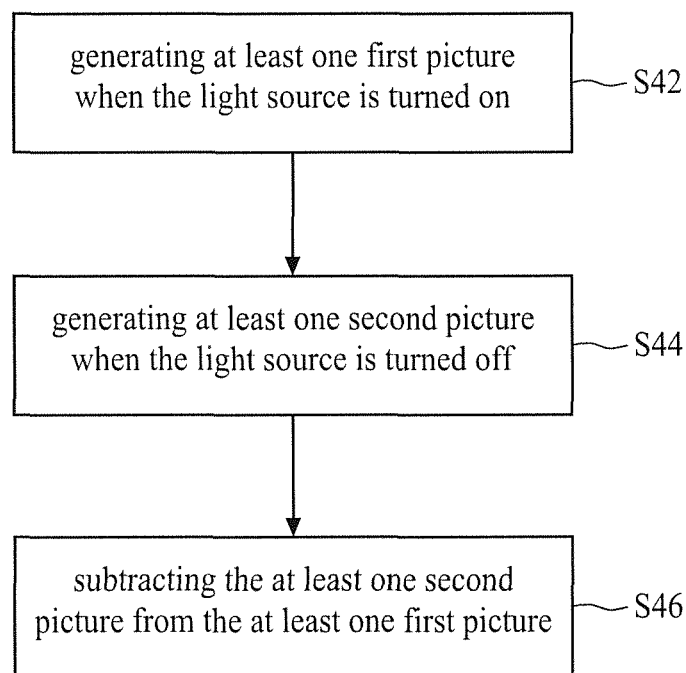 generating at least one first picture
when the light source is turned on
S42
generating at least one second picture
when the light source is turned off
S44
subtracting the at least one second
picture from the at least one first picture
S46